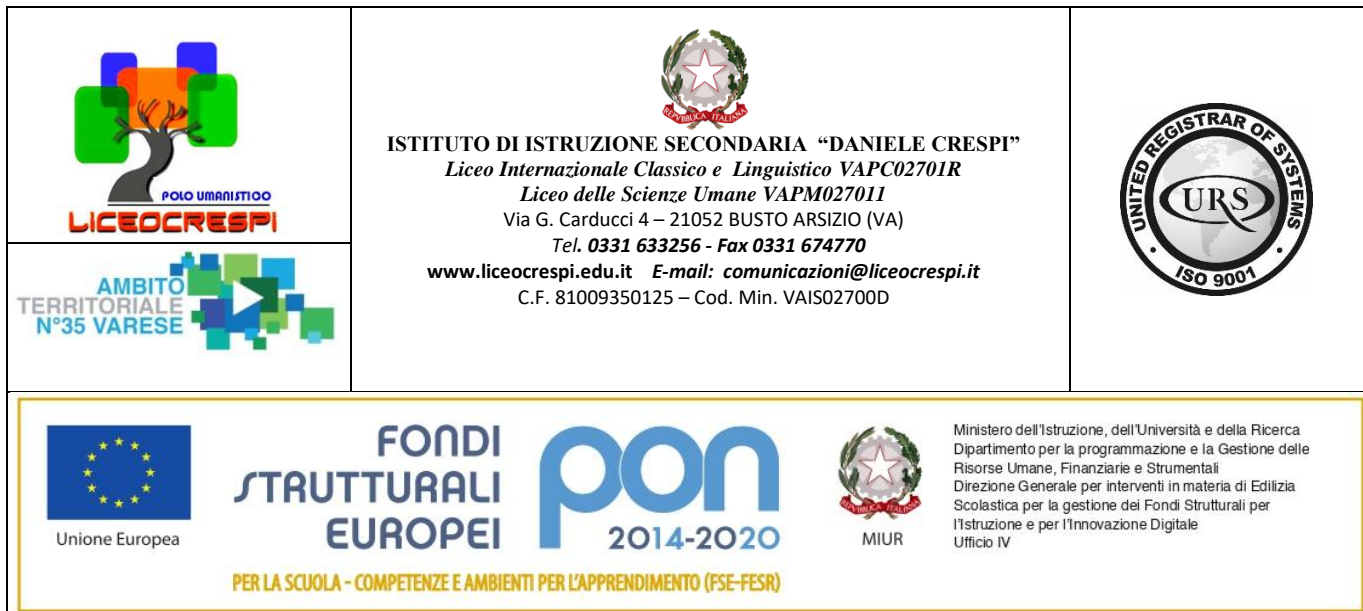 POLO UMANISTICO
LICEOCRESPI
AMBITO
TERRITORIALE
N°35 VARESE
REPVBBLICA ITALIANA
ISTITUTO DI ISTRUZIONE SECONDARIA “DANIELE CRESPI”
Liceo Internazionale Classico e Linguistico VAPC02701R
Liceo delle Scienze Umane VAPM027011
Via G. Carducci 4 – 21052 BUSTO ARSIZIO (VA)
Tel. 0331 633256 - Fax 0331 674770
www.liceocrespi.edu.it E-mail: comunicazioni@liceocrespi.it
C.F. 81009350125 – Cod. Min. VAIS02700D
UNITED REGISTRAR OF SYSTEMS
URS
ISO 9001
Unione Europea
FONDI
STRUTTURALI
EUROPEI
pon
2014-2020
PER LA SCUOLA - COMPETENZE E AMBIENTI PER L'APPRENDIMENTO (FSE-FESR)
REPVBBLICA ITALIANA
MIUR
Ministero dell'Istruzione, dell'Università e della Ricerca
Dipartimento per la programmazione e la Gestione delle
Risorse Umane, Finanziarie e Strumentali
Direzione Generale per interventi in materia di Edilizia
Scolastica per la gestione dei Fondi Strutturali per
l'Istruzione e per l'Innovazione Digitale
Ufficio IV